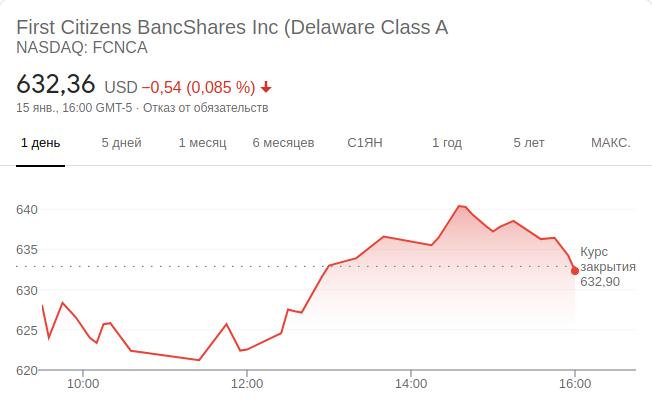 First Citizens BancShares Inc (Delaware Class A
NASDAQ: FCNCA
632,36 USD −0,54 (0,085 %)
15 янв., 16:00 GMT-5 · Отказ от обязательств
1 день 5 дней 1 месяц 6 месяцев С1ЯН 1 год 5 лет МАКС.
640
635
Курс
закрытия
632,90
630
625
620
10:00 12:00 14:00 16:00